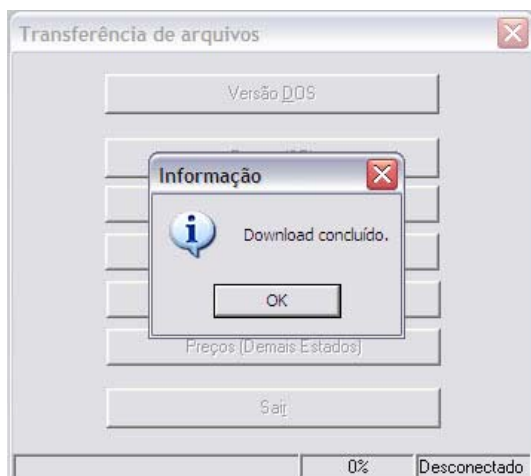 Transferência de arquivos
Versão DOS
Informação
Download concluído.
OK
Preços (Demais Estados)
Sair
0%
Desconectado